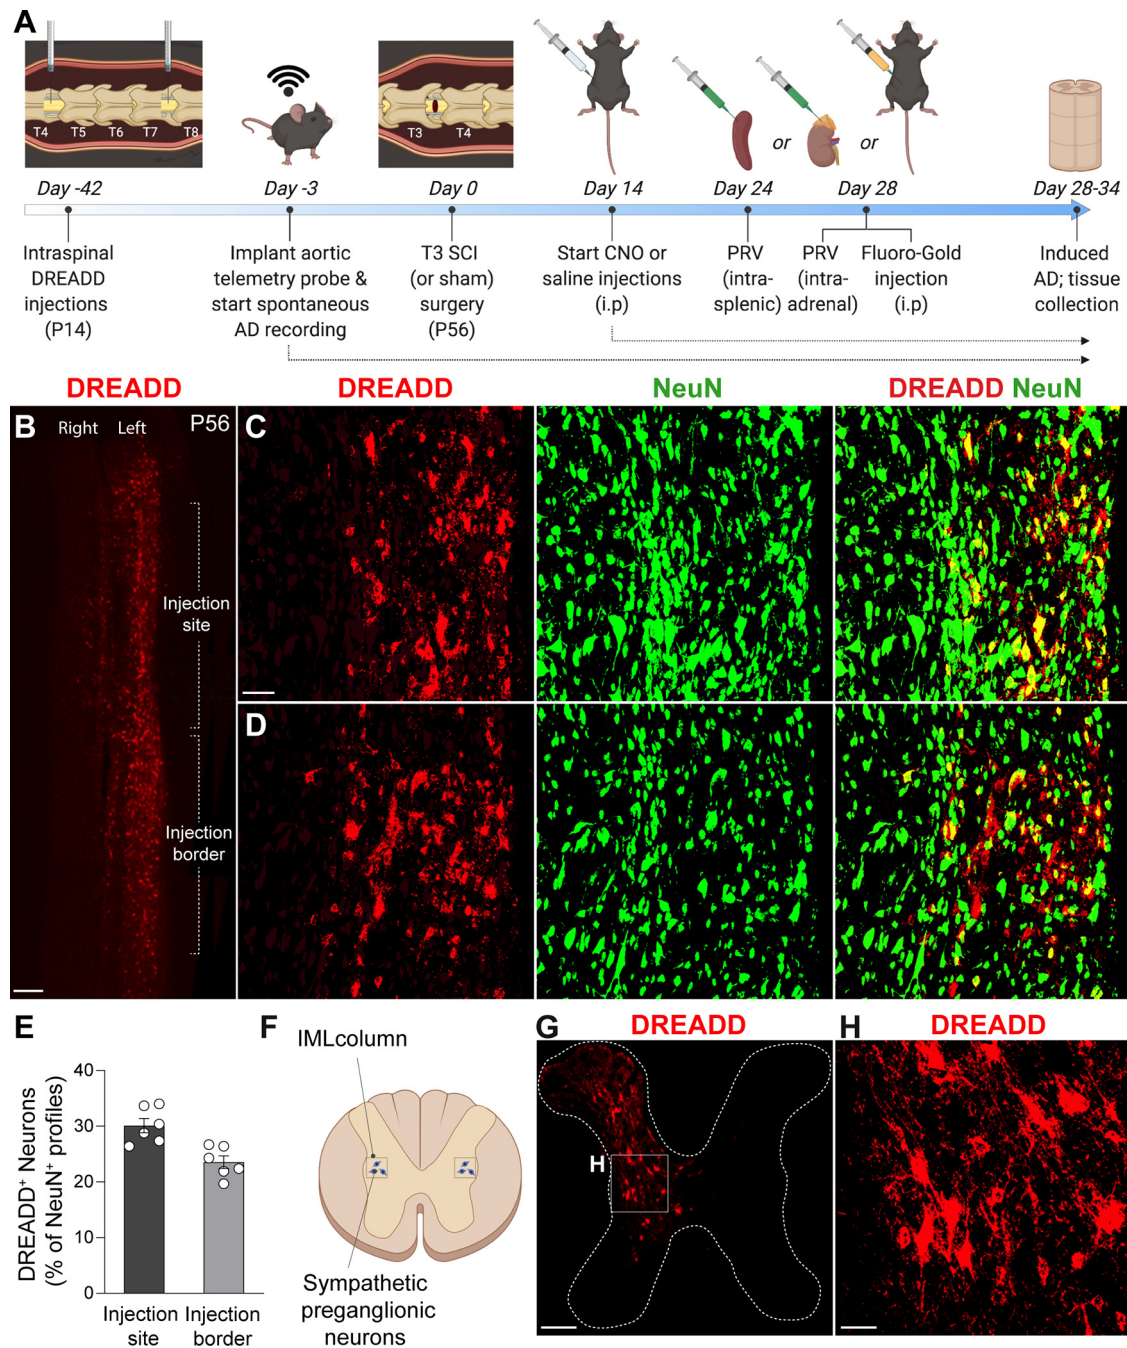 A
T4 T5 T6 T7 T8
T3 T4
or or
Day -42 Day -3 Day 0 Day 14 Day 24 Day 28 Day 28-34
Intraspinal
DREADD
injections
(P14)
Implant aortic
telemetry probe &
start spontaneous
AD recording
T3 SCI
(or sham)
surgery
(P56)
Start CNO or
saline injections
(i.p)
PRV
(intra-
splenic)
PRV
(intra-
adrenal)
Fluoro-Gold
injection
(i.p)
Induced
AD; tissue
collection
DREADD DREADD NeuN DREADD NeuN
B Right Left P56
Injection
site
Injection
border
C
D
E
DREADD+ Neurons
(% of NeuN+ profiles)
40
30
20
10
0
Injection
site
Injection
border
F
IMLcolumn
Sympathetic
preganglionic
neurons
G DREADD
H
H DREADD